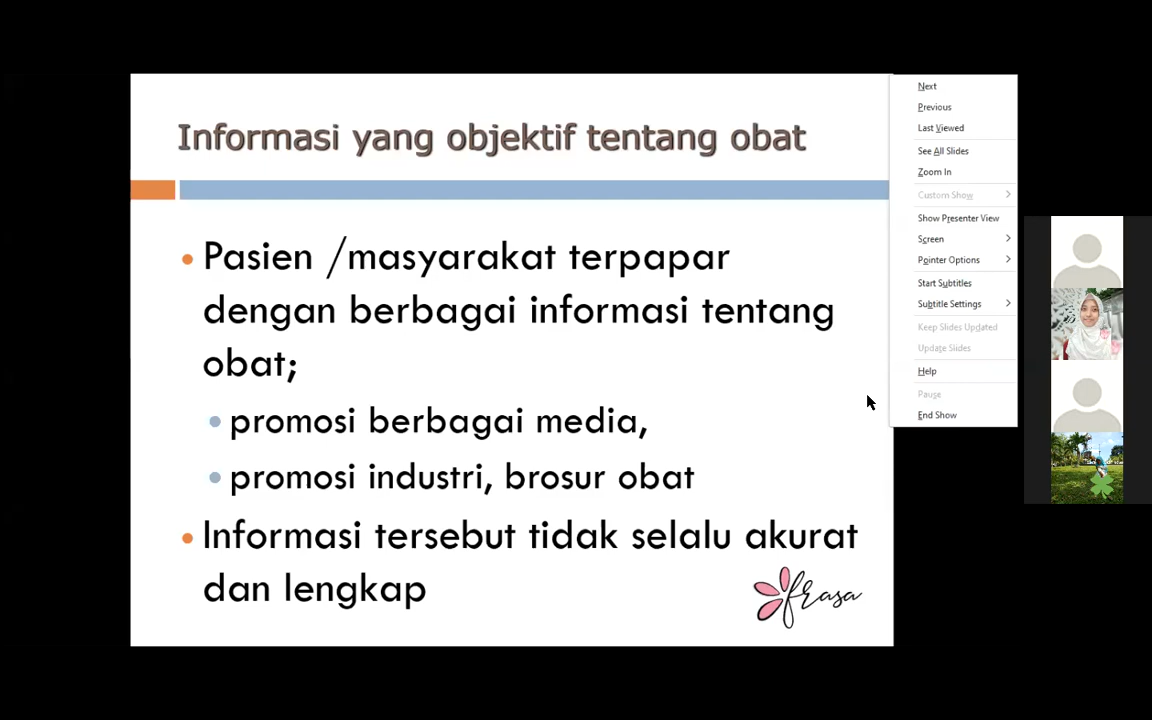 Informasi yang objektif tentang obat
• Pasien /masyarakat terpapar
dengan berbagai informasi tentang
obat;
• promosi berbagai media,
• promosi industri, brosur obat
• Informasi tersebut tidak selalu akurat
dan lengkap
frasa
Next
Previous
Last Viewed
See All Slides
Zoom In
Custom Show
Show Presenter View
Screen
Pointer Options
Start Subtitles
Subtitle Settings
Keep Slides Updated
Update Slides
Help
Pause
End Show